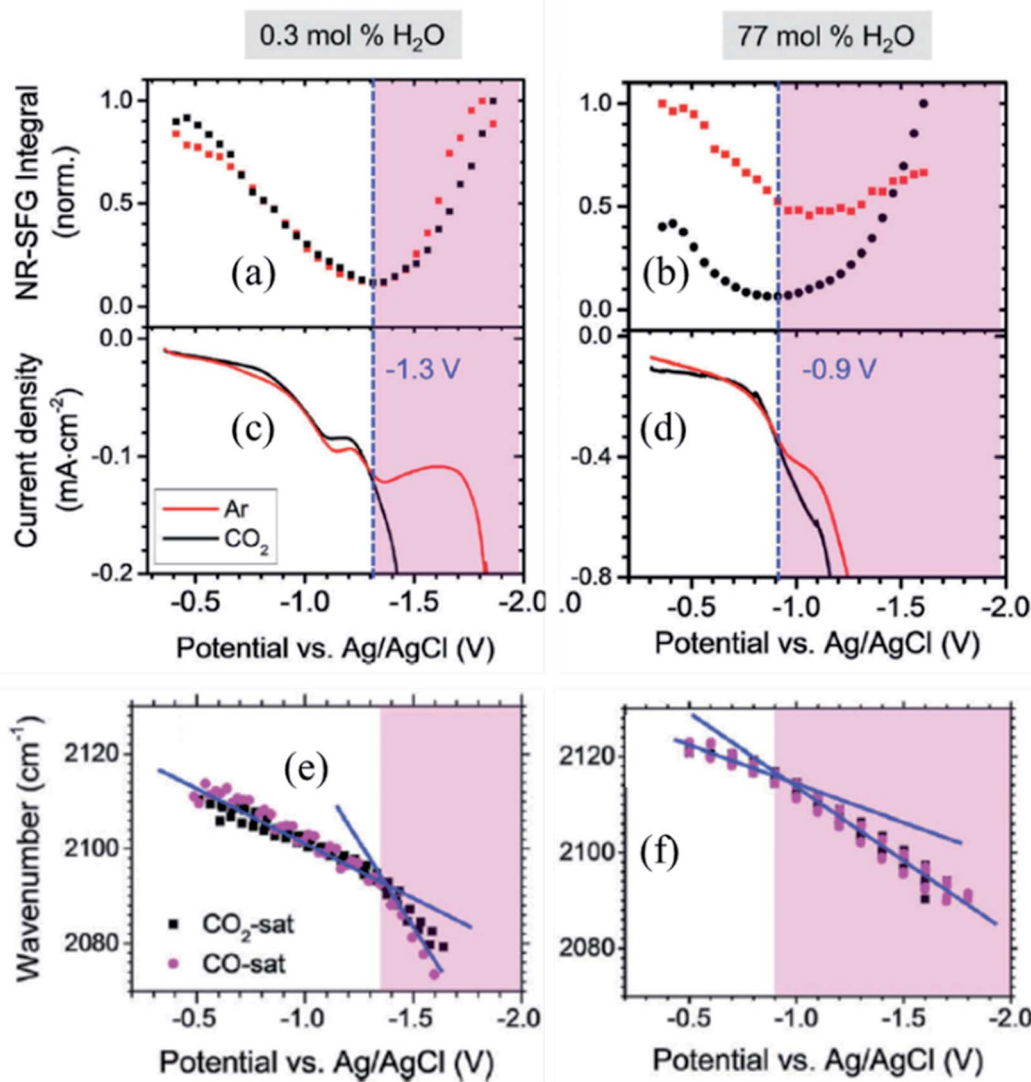 0.3 mol % H₂O
77 mol % H₂O
NR-SFG Integral
(norm.)
1.0
0.5
0.0
(a)
1.0
0.5
0.0
(b)
Current density
(mA·cm⁻²)
0.0
-0.1
-0.2
-1.3 V
(c)
Ar
CO₂
0.0
-0.4
-0.8
-0.9 V
(d)
-0.5
-1.0
-1.5
-2.0
.0
-0.5
-1.0
-1.5
-2.0
Potential vs. Ag/AgCl (V)
Potential vs. Ag/AgCl (V)
Wavenumber (cm⁻¹)
2120
2100
2080
(e)
CO₂-sat
CO-sat
2120
2100
2080
(f)
-0.5
-1.0
-1.5
-2.0
-0.5
-1.0
-1.5
-2.0
Potential vs. Ag/AgCl (V)
Potential vs. Ag/AgCl (V)